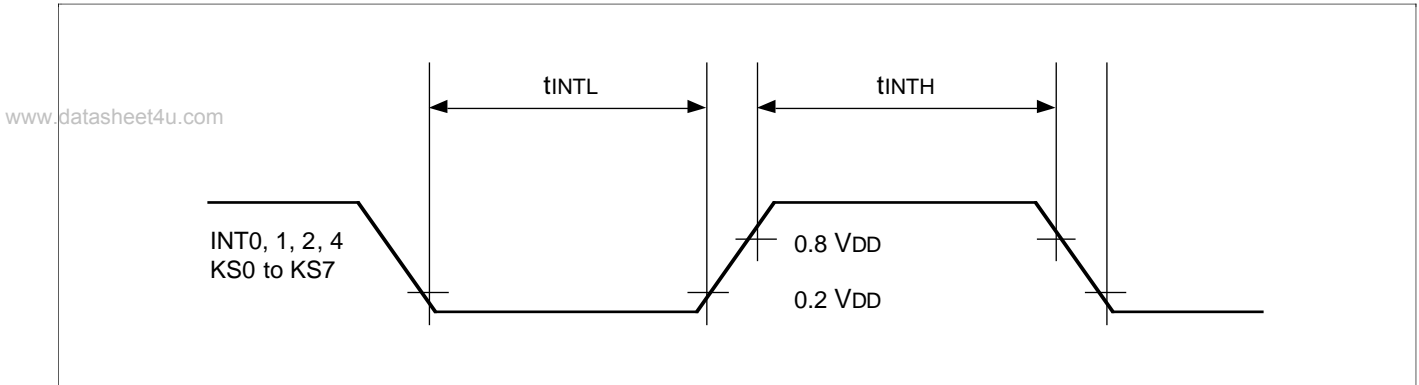 tINTL
tINTH
www.datasheet4u.com
INT0, 1, 2, 4
KS0 to KS7
0.8 VDD
0.2 VDD